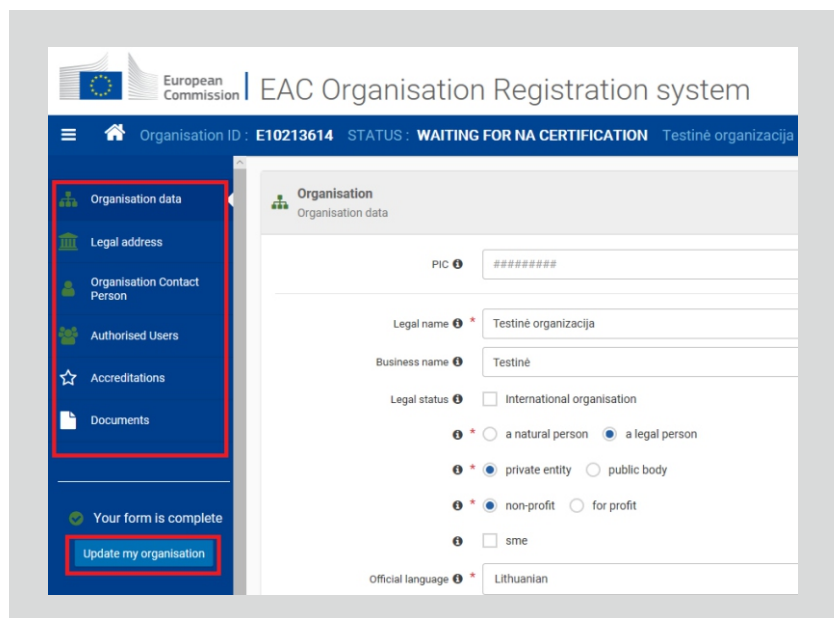 European
Commission
EAC Organisation Registration system
Organisation ID : E10213614 STATUS : WAITING FOR NA CERTIFICATION Testinė organizacija
Organisation data
Legal address
Organisation Contact
Person
Authorised Users
Accreditations
Documents
Your form is complete
Update my organisation
Organisation
Organisation data
PIC #########
Legal name * Testinė organizacija
Business name Testinė
Legal status International organisation
* a natural person a legal person
* private entity public body
* non-profit for profit
sme
Official language * Lithuanian